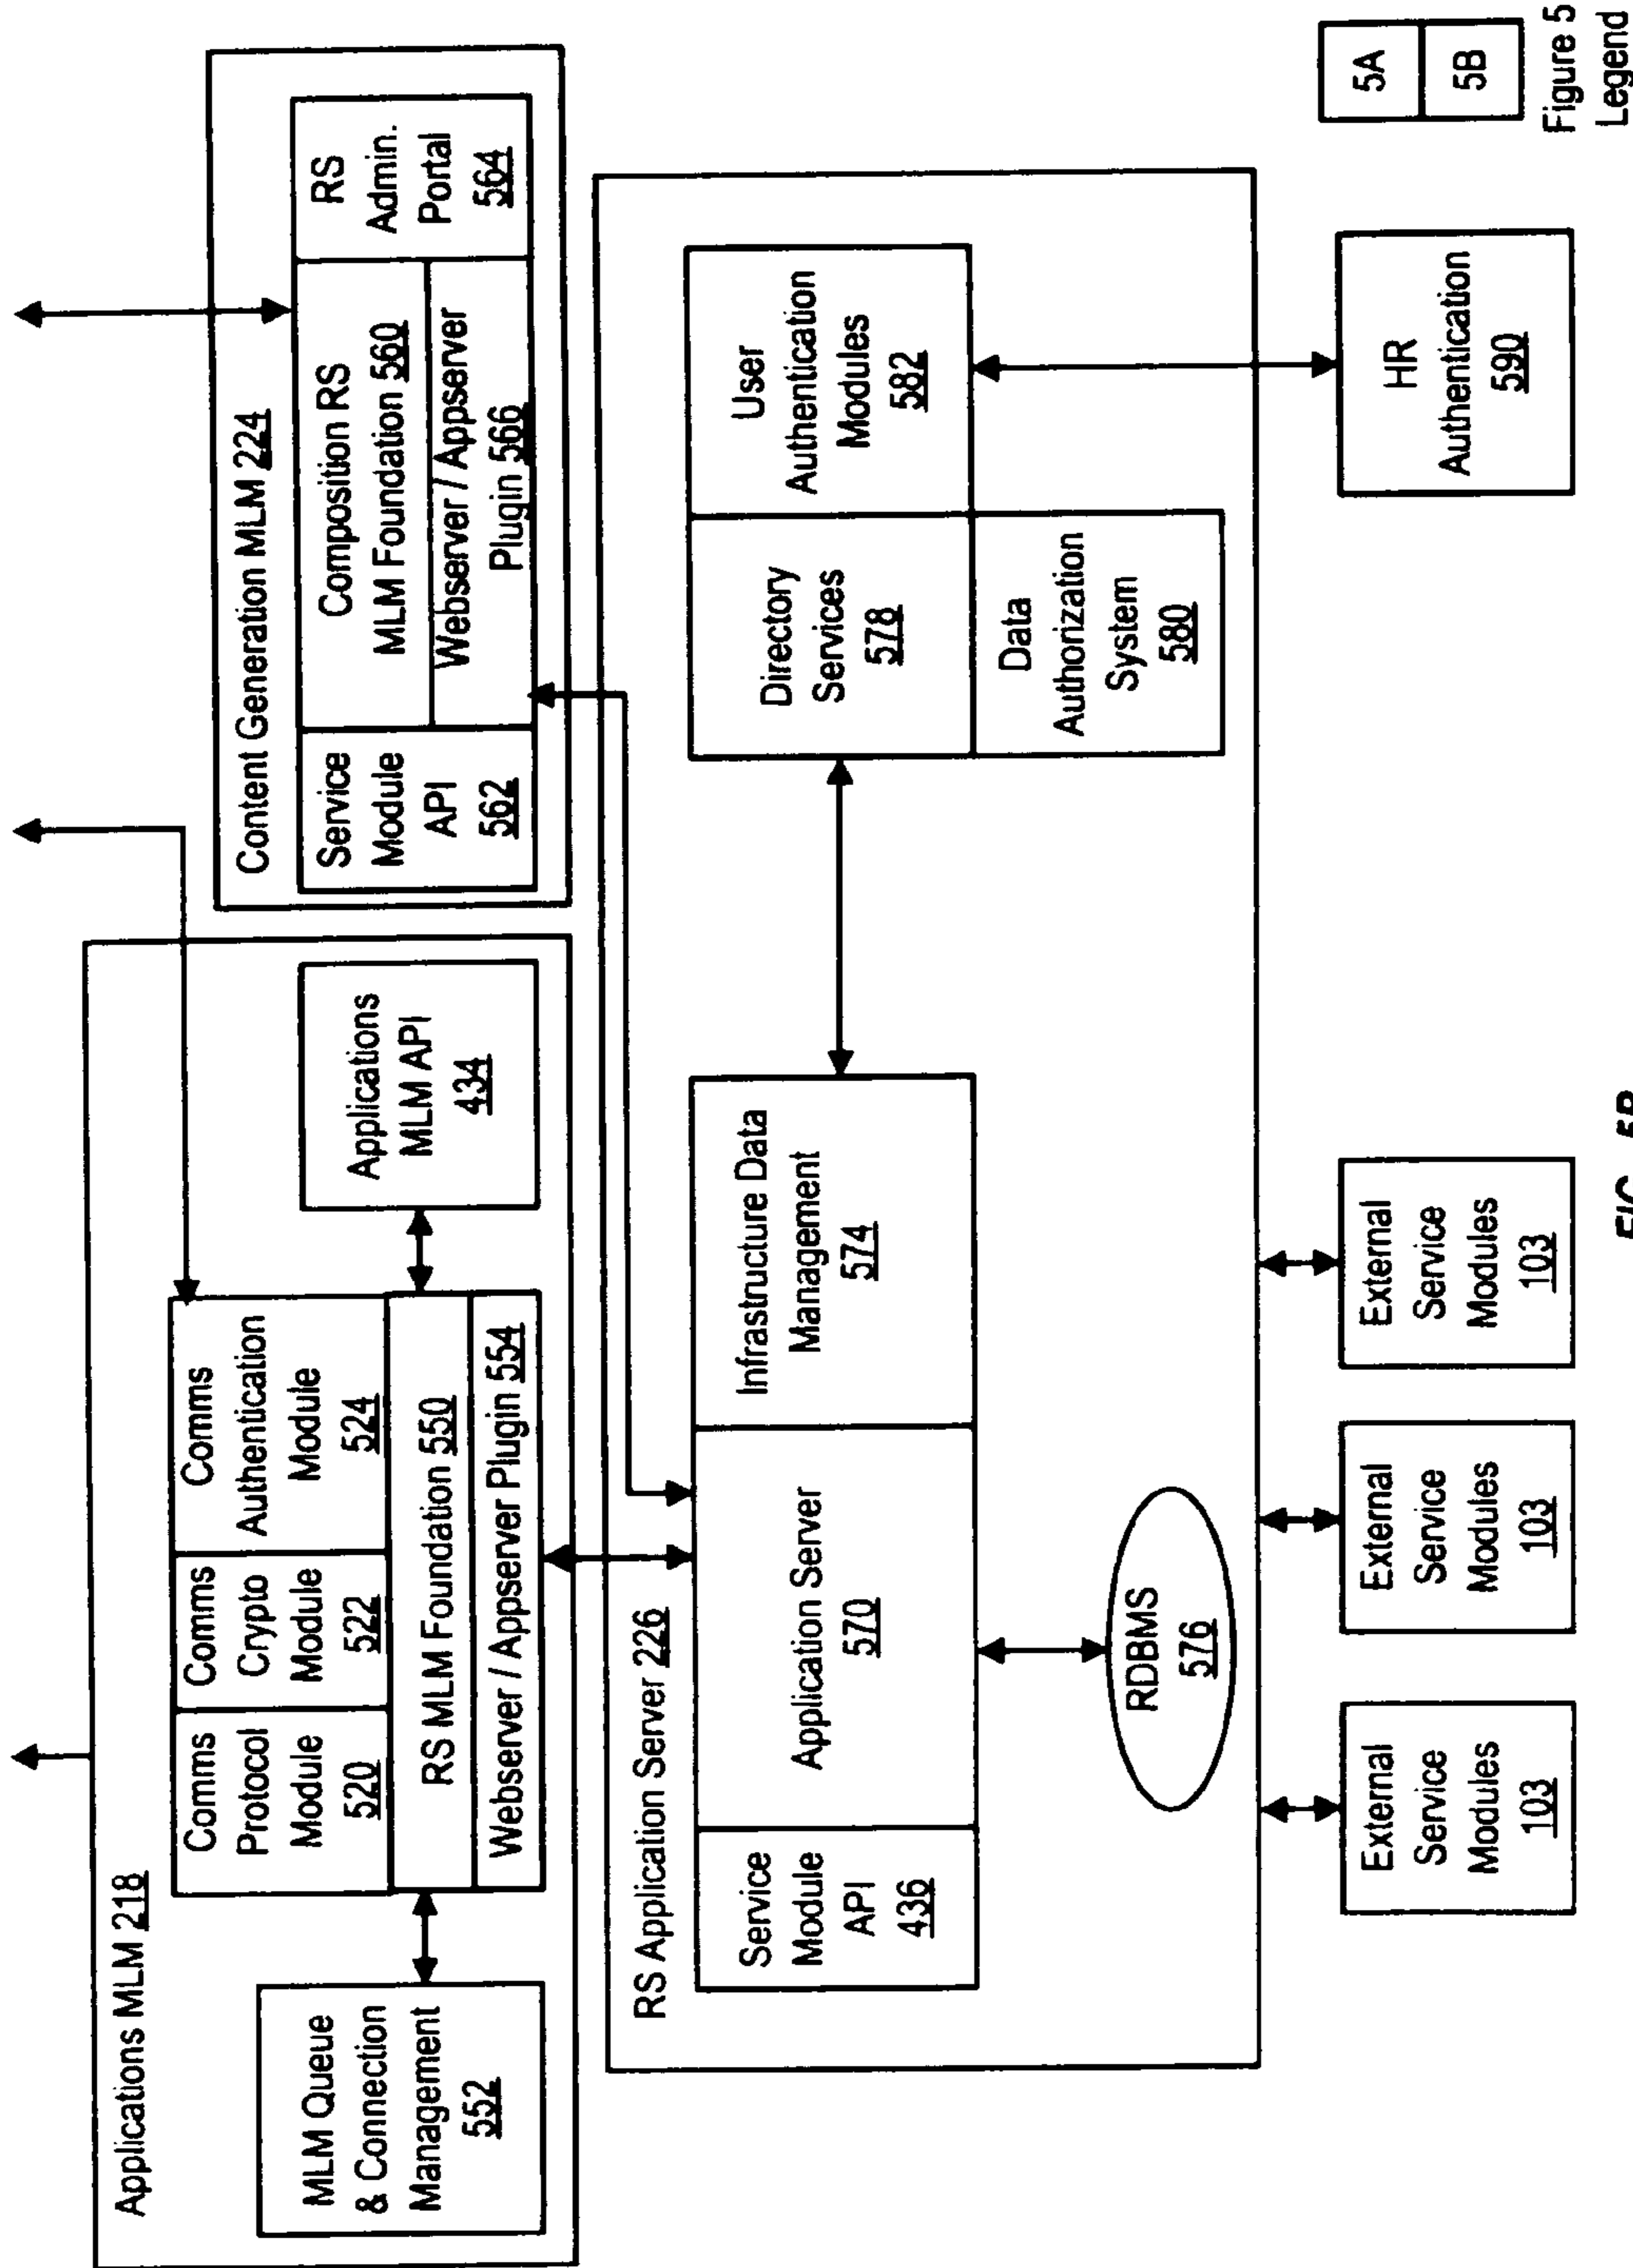 Applications MLM 218
Comms
Protocol
Module
520
Comms
Crypto
Module
522
Comms
Authentication
Module
524
RS MLM Foundation 550
Webserver / Appserver Plugin 554
MLM Queue
& Connection
Management
552
Applications
MLM API
434
Content Generation MLM 224
Service
Module
API
562
Composition RS
MLM Foundation 560
Webserver / Appserver
Plugin 566
RS
Admin.
Portal
564
RS Application Server 226
Service
Module
API
436
Application Server
570
Infrastructure Data
Management
574
RDBMS
576
Directory
Services
578
User
Authentication
Modules
582
Data
Authorization
System
580
External
Service
Modules
103
External
Service
Modules
103
External
Service
Modules
103
HR
Authentication
590
5A
5B
Figure 5
Legend
FIG. 5B